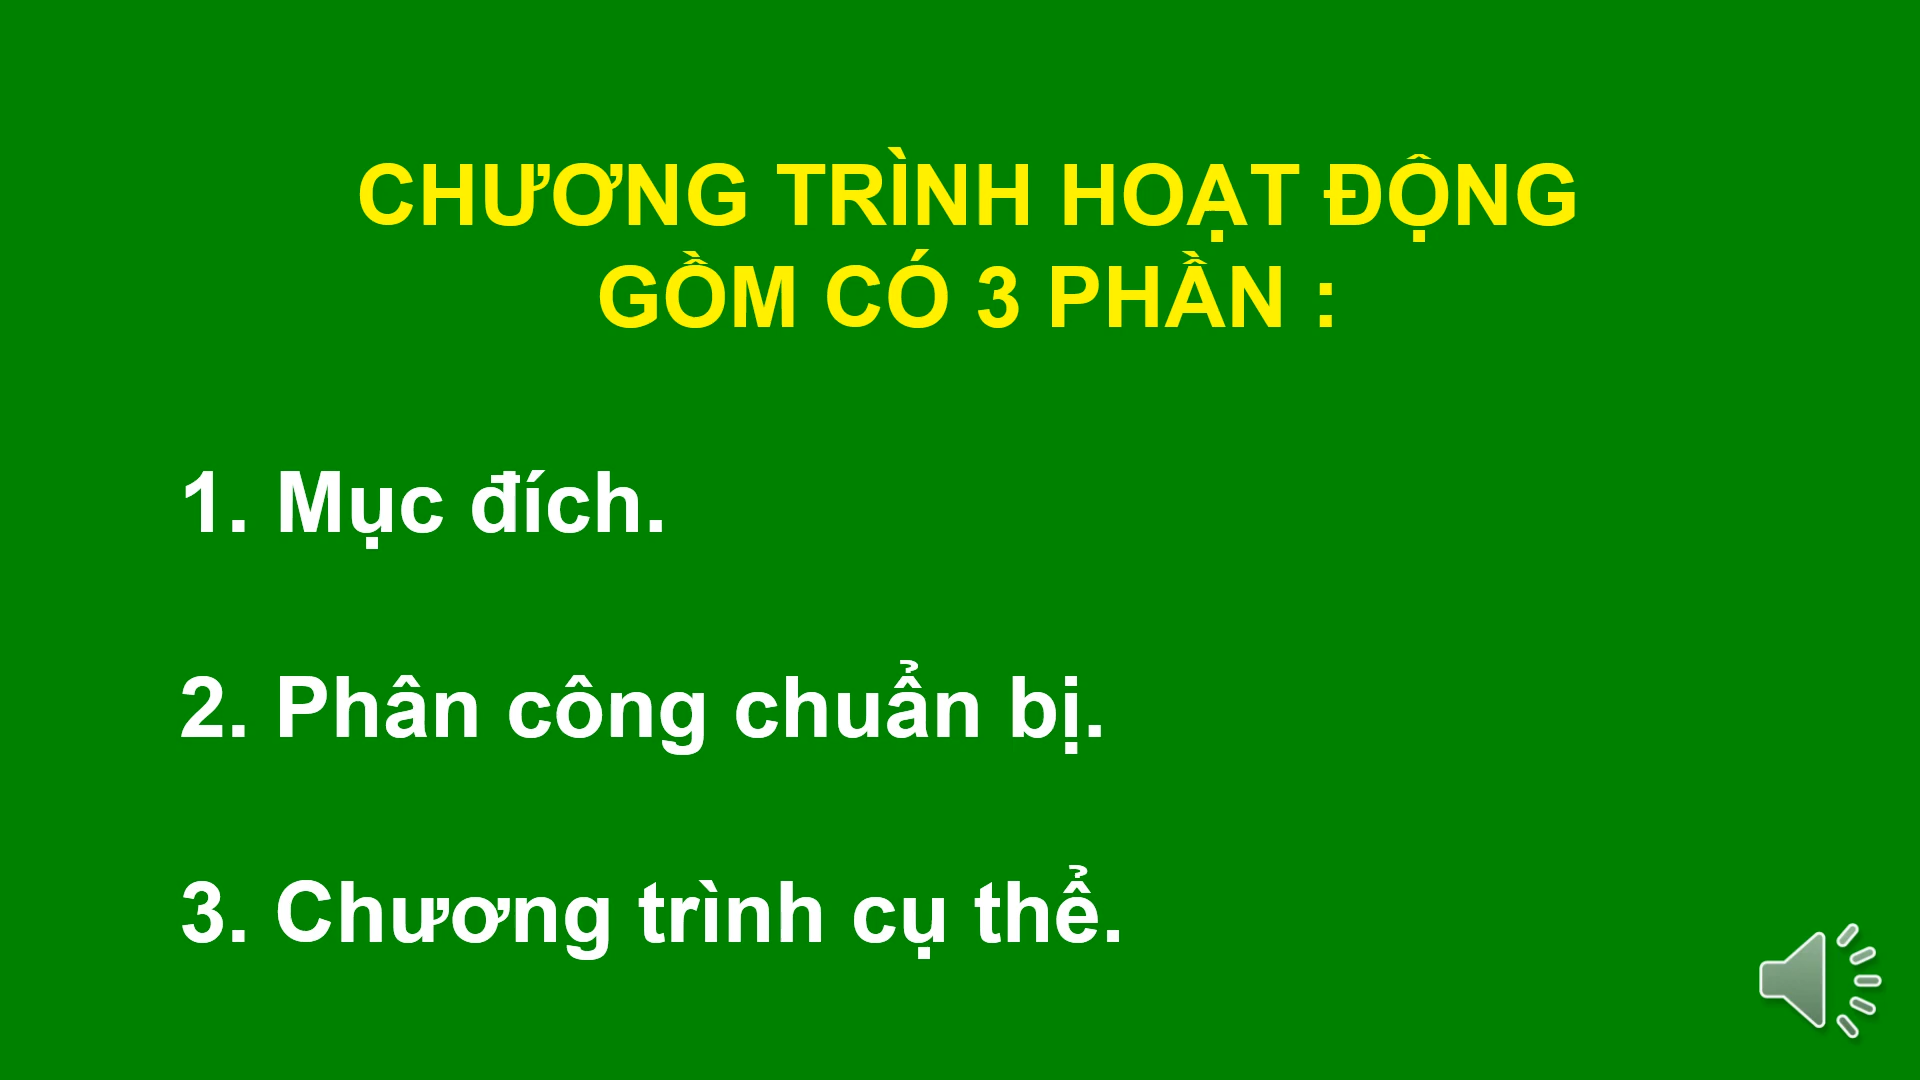 CHƯƠNG TRÌNH HOẠT ĐỘNG
GỒM CÓ 3 PHẦN :
1. Mục đích.
2. Phân công chuẩn bị.
3. Chương trình cụ thể.